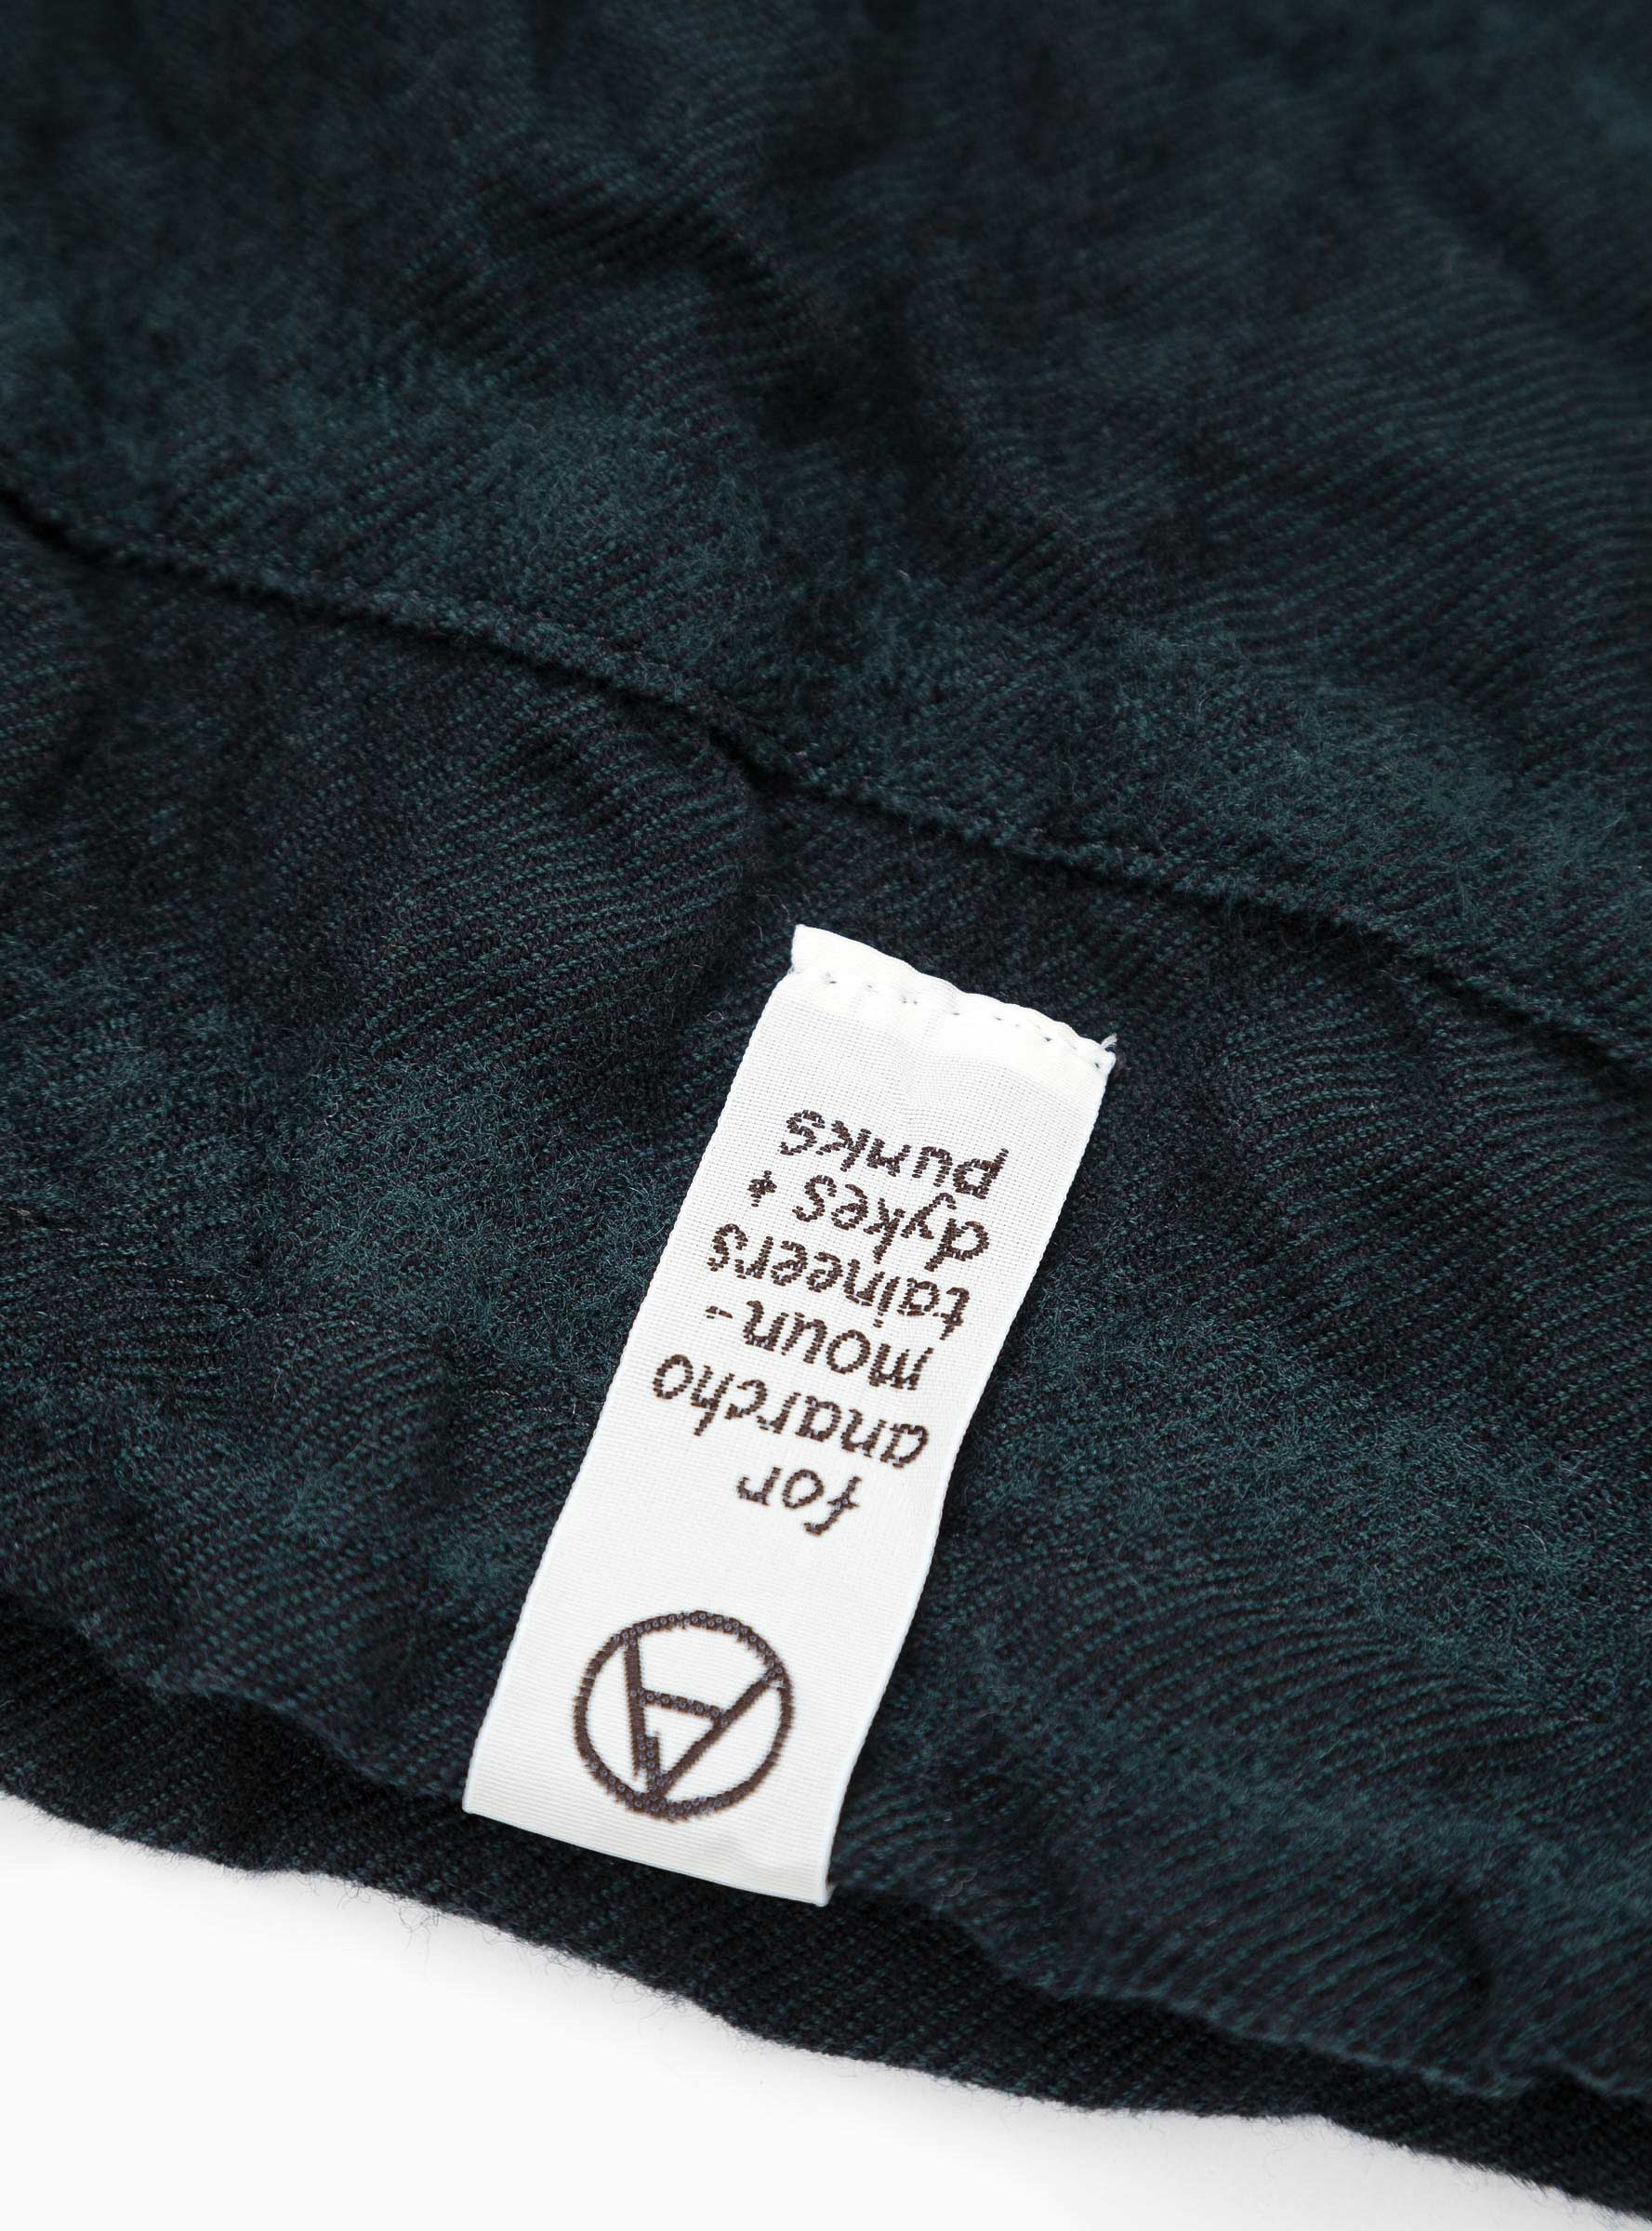 for
anarcho
moun-
taineers
dykes +
punks